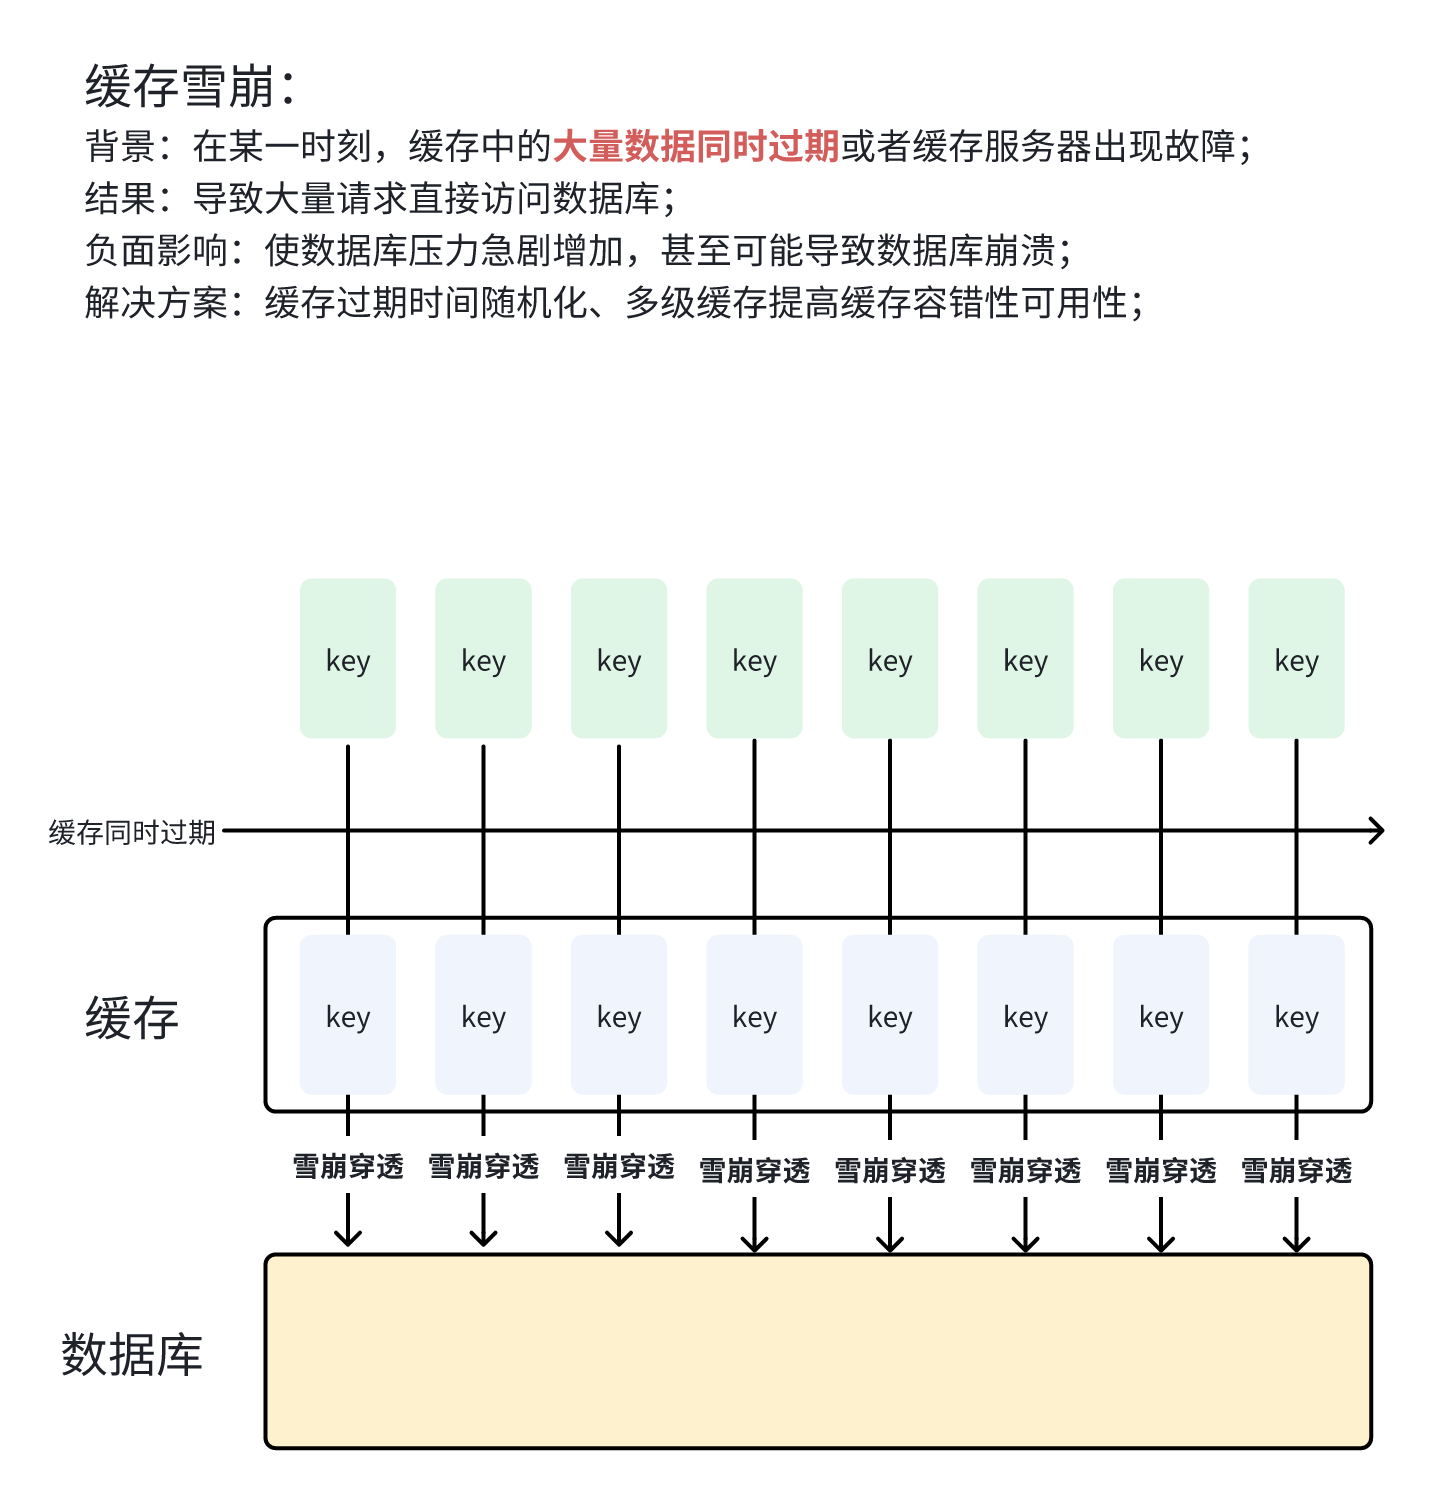 缓存雪崩：
背景：在某一时刻，缓存中的大量数据同时过期或者缓存服务器出现故障；
结果：导致大量请求直接访问数据库；
负面影响：使数据库压力急剧增加，甚至可能导致数据库崩溃；
解决方案：缓存过期时间随机化、多级缓存提高缓存容错性可用性；
key key key key key key key key
缓存同时过期
缓存
key key key key key key key key
雪崩穿透 雪崩穿透 雪崩穿透 雪崩穿透 雪崩穿透 雪崩穿透 雪崩穿透 雪崩穿透
数据库